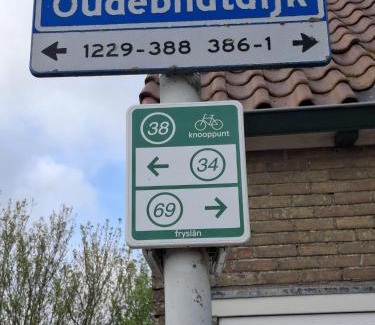 Oudebildtdijk
← 1229-388 386-1 →
38 knooppunt
← 34
69 →
fryslân